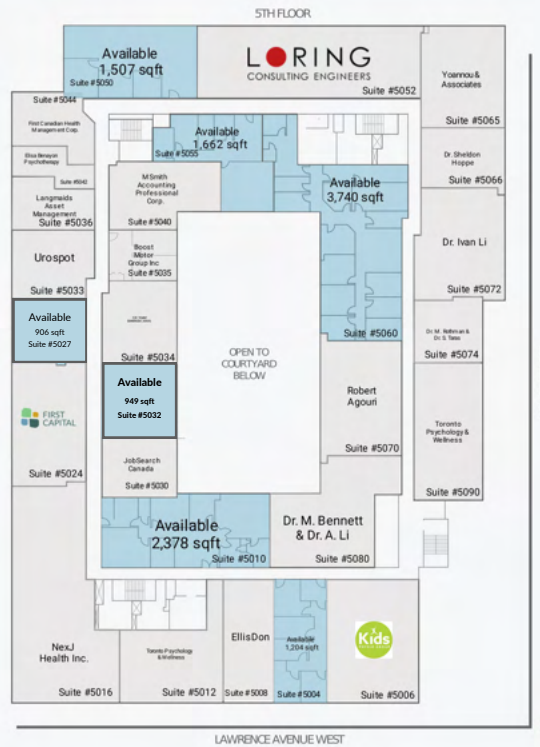 5TH FLOOR
Available
1,507 sqft
Suite #5050
LORING
CONSULTING ENGINEERS
Suite #5052
Yoannou &
Associates
Suite #5065
Suite #5044
First Canadian Health
Management Corp.
Elisa Benayon
Psychotherapy
Suite #5042
Langmaids
Asset
Management
Suite #5036
Urospot
Suite #5033
Available
906 sqft
Suite #5027
FIRST
CAPITAL
Suite #5024
Available
1,662 sqft
Suite #5055
MSmith
Accounting
Professional
Corp.
Suite #5040
Boost
Motor
Group Inc
Suite #5035
Suite #5034
Available
949 sqft
Suite #5032
JobSearch
Canada
Suite #5030
Available
2,378 sqft
Suite #5010
OPEN TO
COURTYARD
BELOW
Available
3,740 sqft
Suite #5060
Robert
Agouri
Suite #5070
Dr. M. Bennett
& Dr. A. Li
Suite #5080
Dr. Sheldon
Hoppe
Suite #5066
Dr. Ivan Li
Suite #5072
Dr. M. Rothman &
Dr. S. Tates
Suite #5074
Toronto
Psychology &
Wellness
Suite #5090
NexJ
Health Inc.
Suite #5016
Toronto Psychology
& Wellness
Suite #5012
EllisDon
Suite #5008
Available
1,204 sqft
Suite #5004
Kids
Suite #5006
LAWRENCE AVENUE WEST